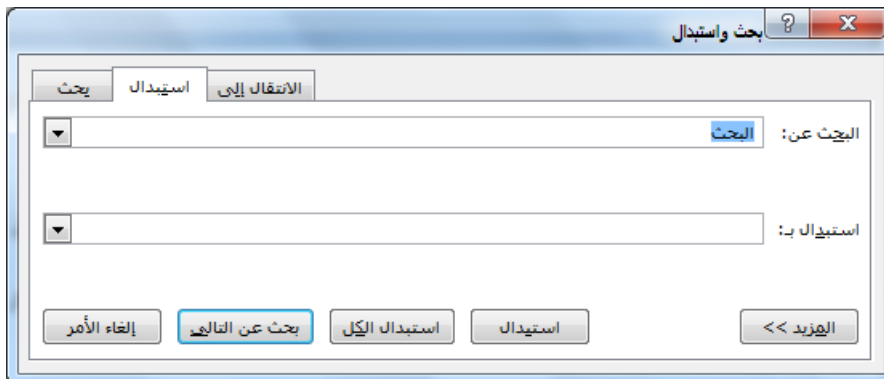 بحث واستبدال
بحث استبدال الانتقال إلى
البحث عن: البحث
استبدال بـ:
المزيد >> استبدال استبدال الكل بحث عن التالي إلغاء الأمر